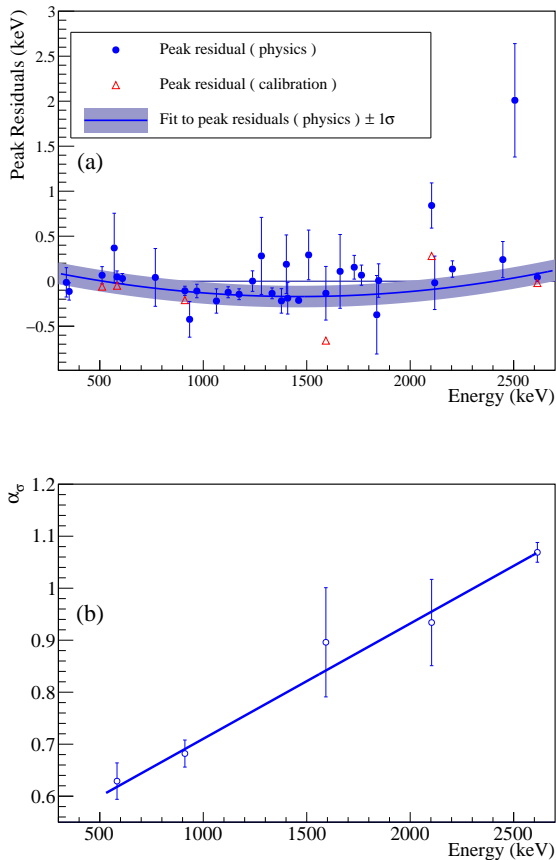 Peak Residuals (keV)
3
2.5
2
1.5
1
0.5
0
−0.5
Peak residual ( physics )
Peak residual ( calibration )
Fit to peak residuals ( physics ) ± 1σ
(a)
500 1000 1500 2000 2500
Energy (keV)
α_σ
1.2
1.1
1
0.9
0.8
0.7
0.6
(b)
500 1000 1500 2000 2500
Energy (keV)